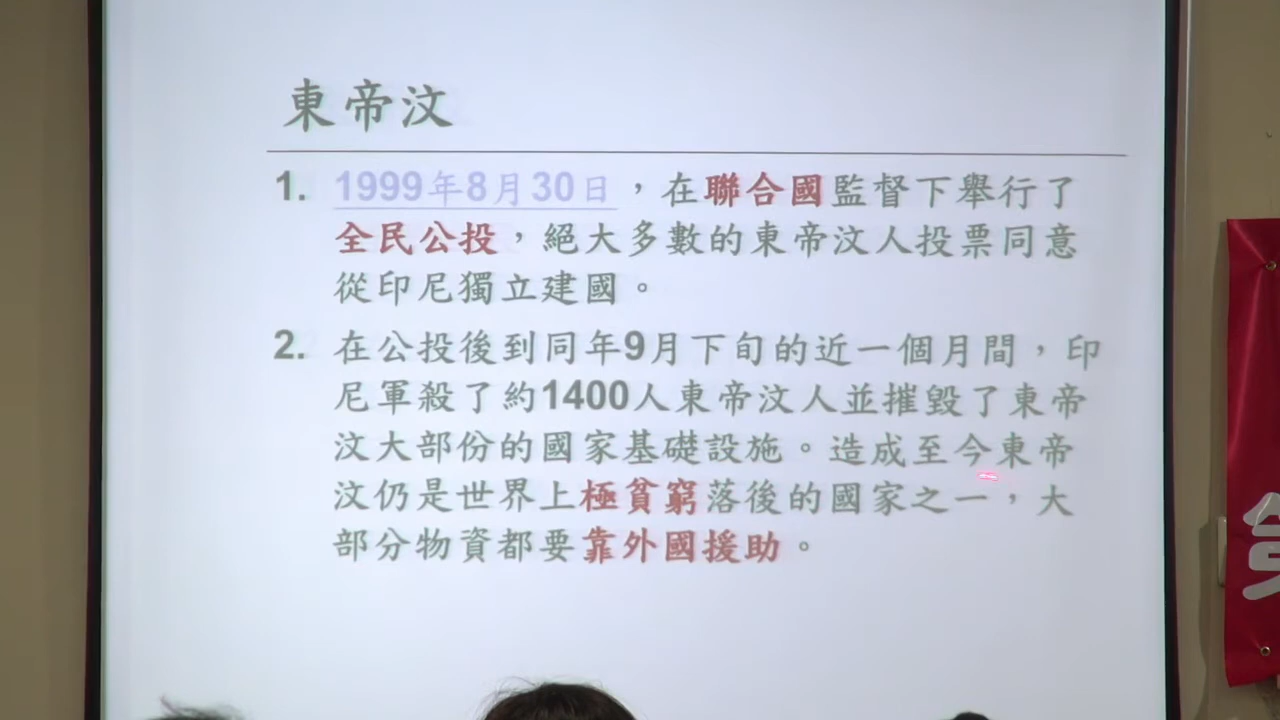 東帝汶
1. 1999年8月30日，在聯合國監督下舉行了
全民公投，絕大多數的東帝汶人投票同意
從印尼獨立建國。
2. 在公投後到同年9月下旬的近一個月間，印
尼軍殺了約1400人東帝汶人並摧毀了東帝
汶大部份的國家基礎設施。造成至今東帝
汶仍是世界上極貧窮落後的國家之一，大
部分物資都要靠外國援助。